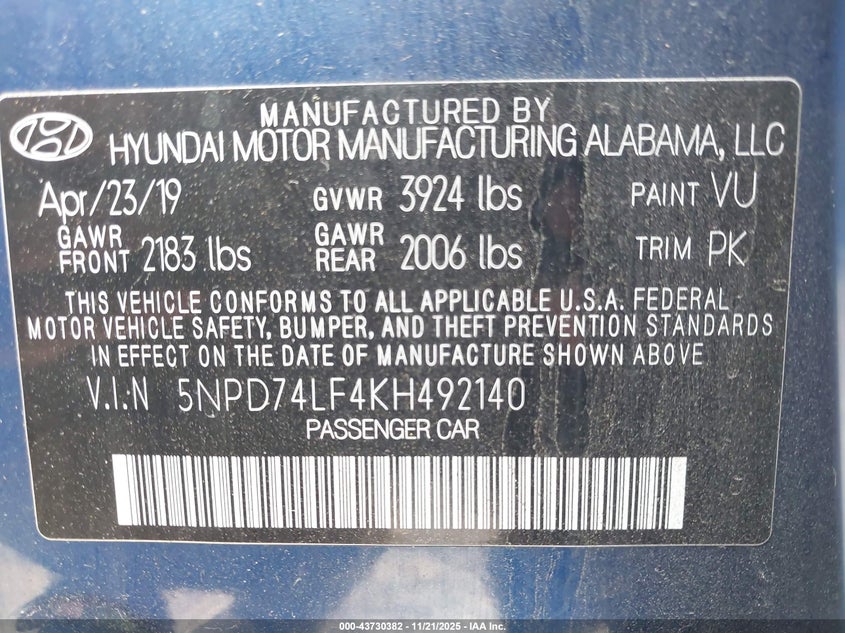 MANUFACTURED BY
HYUNDAI MOTOR MANUFACTURING ALABAMA, LLC
Apr/23/19 GVWR 3924 lbs PAINT VU
GAWR FRONT 2183 lbs GAWR REAR 2006 lbs TRIM PK
THIS VEHICLE CONFORMS TO ALL APPLICABLE U.S.A. FEDERAL
MOTOR VEHICLE SAFETY, BUMPER, AND THEFT PREVENTION STANDARDS
IN EFFECT ON THE DATE OF MANUFACTURE SHOWN ABOVE
V.I.N 5NPD74LF4KH492140
PASSENGER CAR
000-43730382 - 11/21/2025 - IAA Inc.